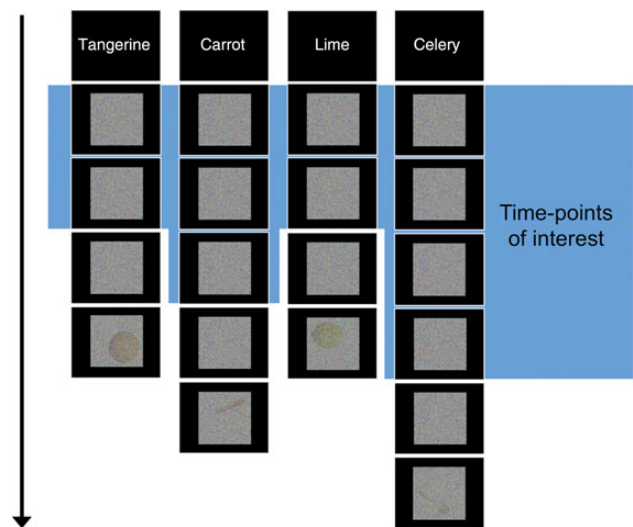 Tangerine
Carrot
Lime
Celery
Time-points
of interest